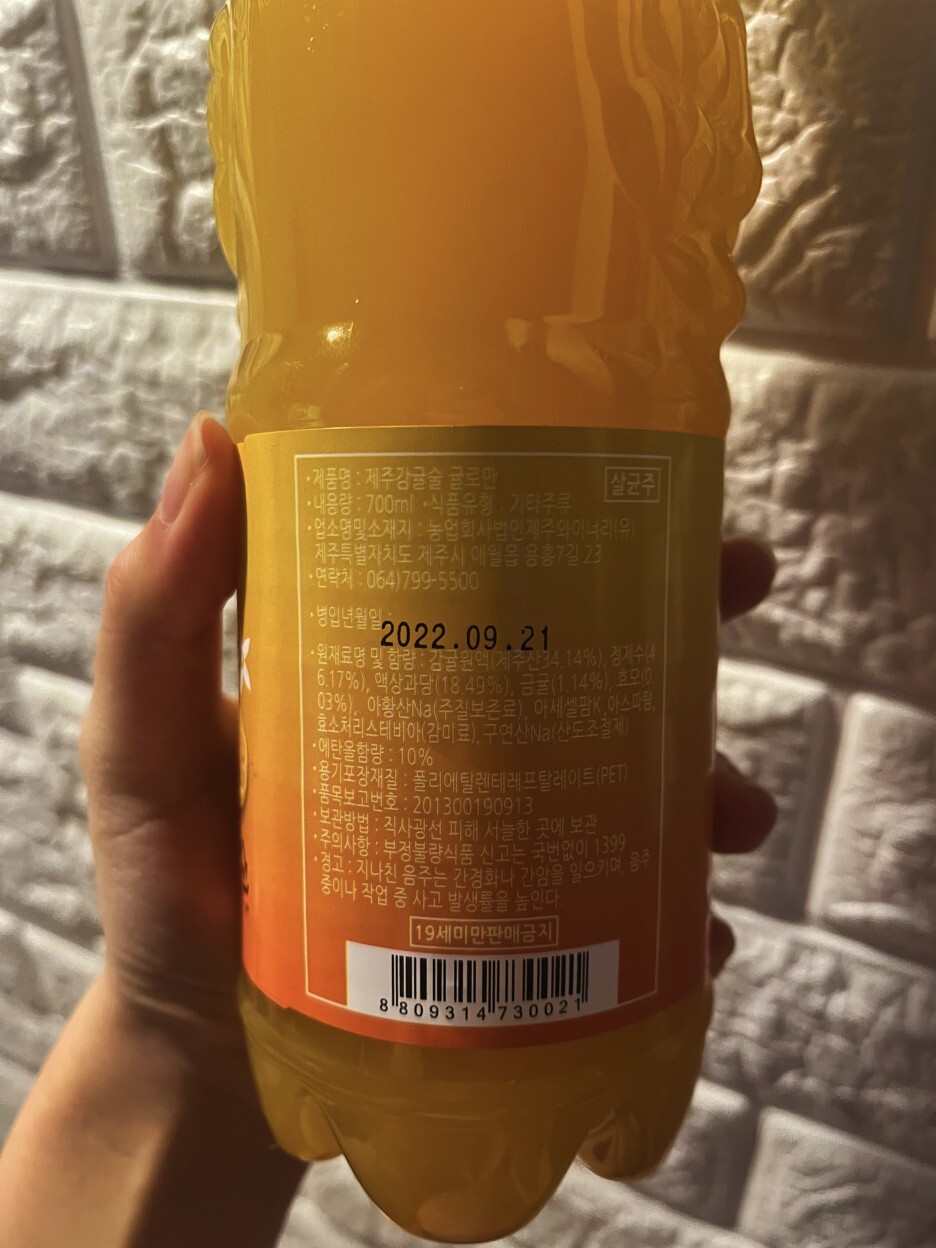 ·제품명 : 제주감귤술 귤로만
살균주
·내용량 : 700ml ·식품유형 : 기타주류
·업소명및소재지 : 농업회사법인제주와이너리(유)
제주특별자치도 제주시 애월읍 용흥7길 23
·연락처 : 064)799-5500
·병입년월일 :
2022.09.21
·원재료명 및 함량 : 감귤원액(제주산34.14%), 정제수(4
6.17%), 액상과당(18.49%), 금귤(1.14%), 효모(0.
03%), 아황산Na(주질보존료), 아세셀팜K, 아스파탐,
효소처리스테비아(감미료), 구연산Na(산도조절제)
·에탄올함량 : 10%
·용기포장재질 : 폴리에틸렌테레프탈레이트(PET)
·품목보고번호 : 201300190913
·보관방법 : 직사광선 피해 서늘한 곳에 보관
·주의사항 : 부정불량식품 신고는 국번없이 1399
·경고 : 지나친 음주는 간경화나 간암을 일으키며, 음주
중이나 작업 중 사고 발생률을 높인다.
19세미만판매금지
8 809314 730021